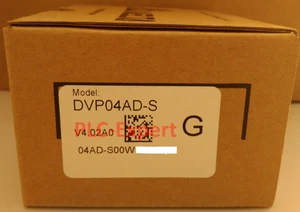 Model:
DVP04AD-S
V4.02A0
PLC Expert
G
04AD-S00W